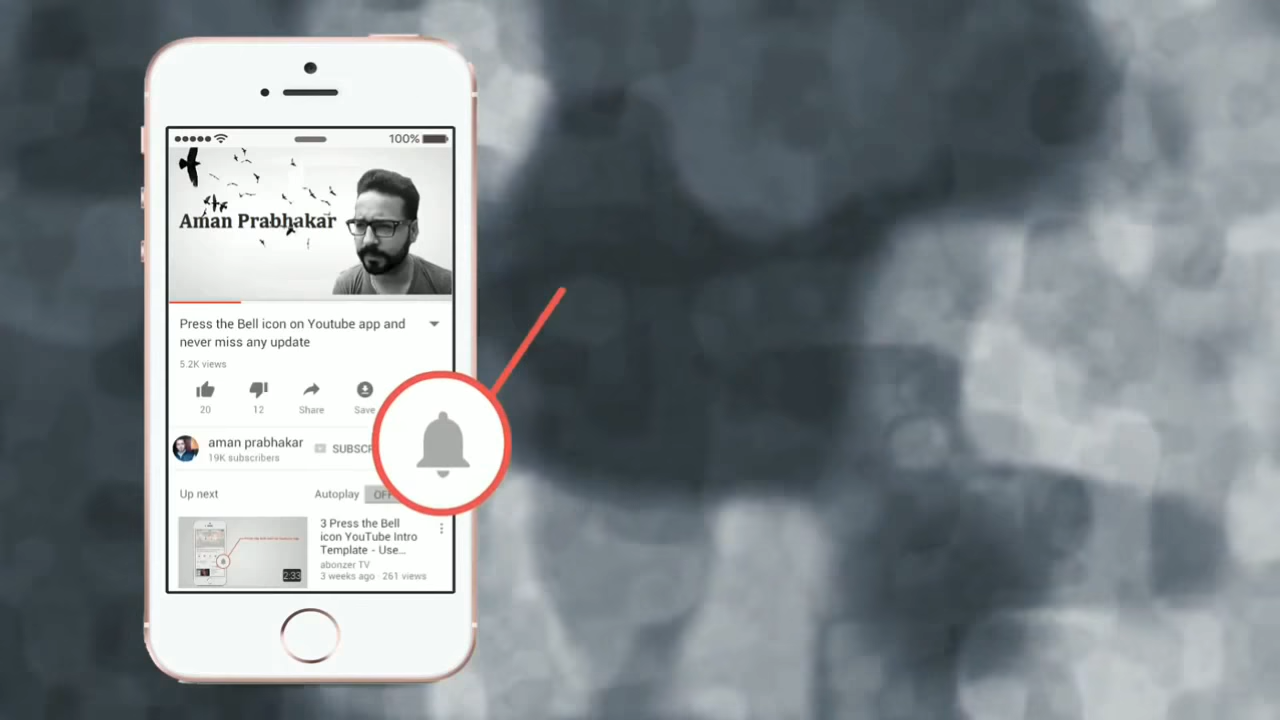 100%
Aman Prabhakar
Press the Bell icon on Youtube app and
never miss any update
5.2K views
20
12
Share
Save
aman prabhakar
SUBSC
19K subscribers
Up next
Autoplay
OFF
3 Press the Bell
icon YouTube Intro
Template - Use...
abonzer TV
3 weeks ago · 261 views
2:33